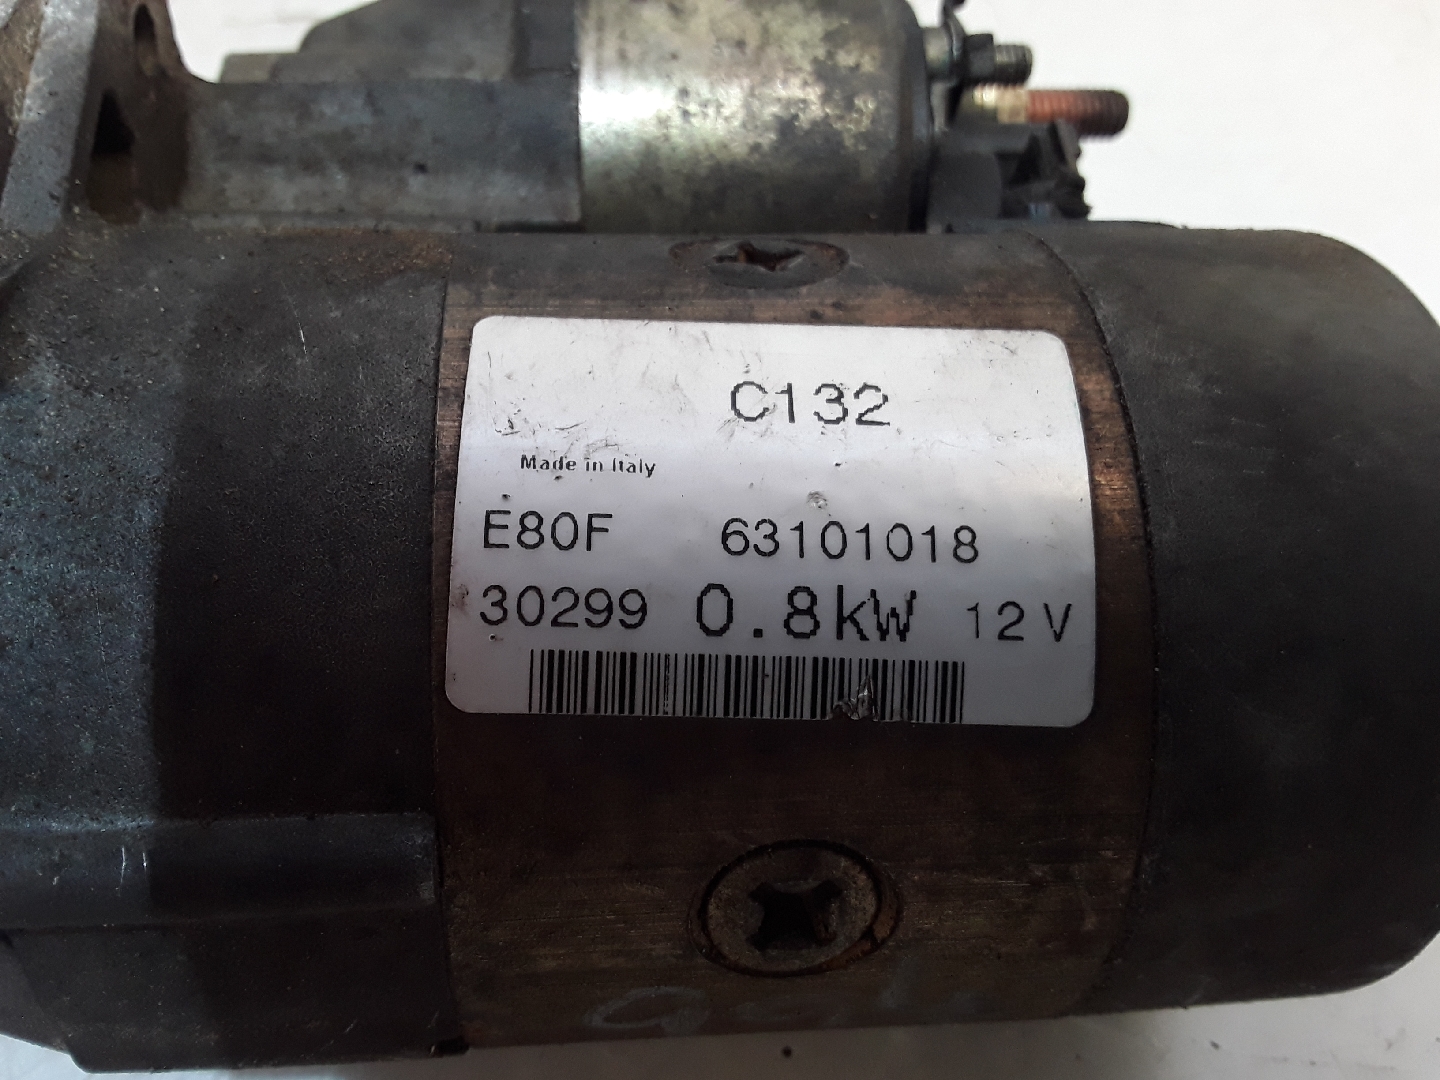 C132
Made in Italy
E80F 63101018
30299 0.8kW 12V